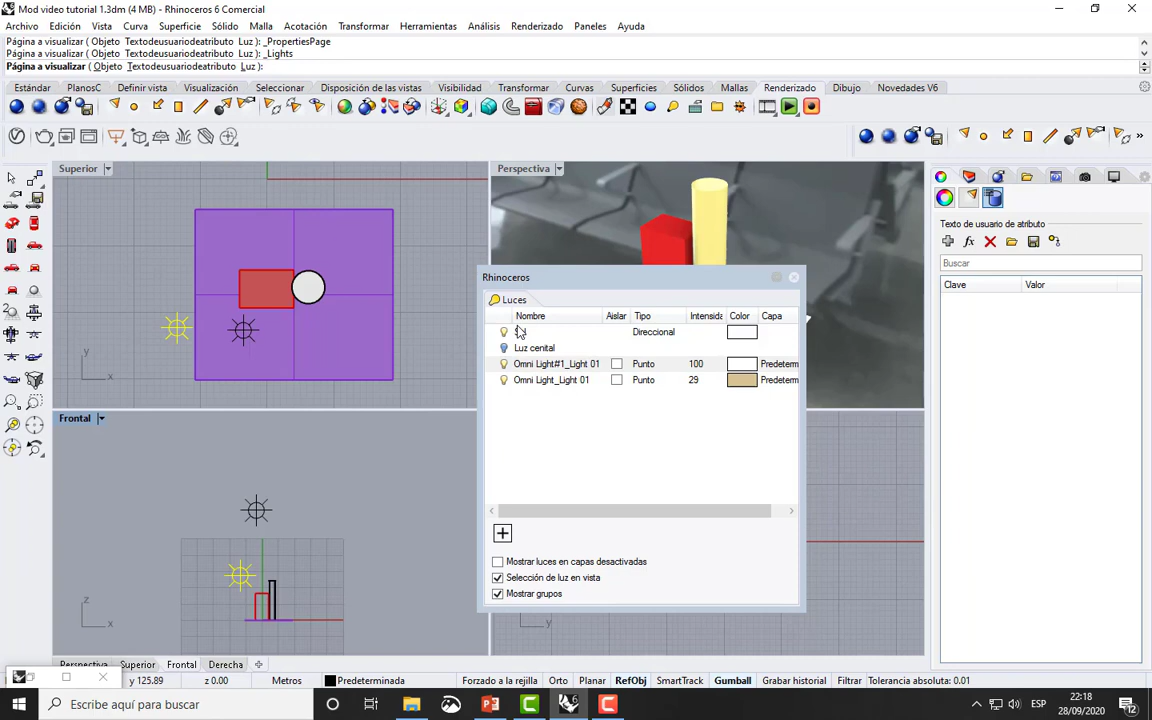 Mod video tutorial 1.3dm (4 MB) - Rhinoceros 6 Comercial
Archivo Edición Vista Curva Superficie Sólido Malla Acotación Transformar Herramientas Análisis Renderizado Paneles Ayuda
Página a visualizar ( Objeto TextodeusuariodeatributO Luz ): _PropertiesPage
Página a visualizar ( Objeto Textodeusuariodeatributo Luz ): _Lights
Página a visualizar ( Objeto Textodeusuariodeatributo Luz ):
Estándar PlanosC Definir vista Visualización Seleccionar Disposición de las vistas Visibilidad Transformar Curvas Superficies Sólidos Mallas Renderizado Dibujo Novedades V6
Superior
Perspectiva
Texto de usuario de atributo
Buscar
Clave Valor
Rhinoceros
Luces
Nombre Aislar Tipo Intensida Color Capa
Direccional
Luz cenital
Omni Light#1_Light 01 Punto 100 Predeterm
Omni Light_Light 01 Punto 29 Predeterm
Mostrar luces en capas desactivadas
Selección de luz en vista
Mostrar grupos
y
x
Frontal
z
x
y
Perspectiva Superior Frontal Derecha
y 125.89 z 0.00 Metros Predeterminada Forzado a la rejilla Orto Planar RefObj SmartTrack Gumball Grabar historial Filtrar Tolerancia absoluta: 0.01
Escribe aquí para buscar
ESP
22:18
28/09/2020
12